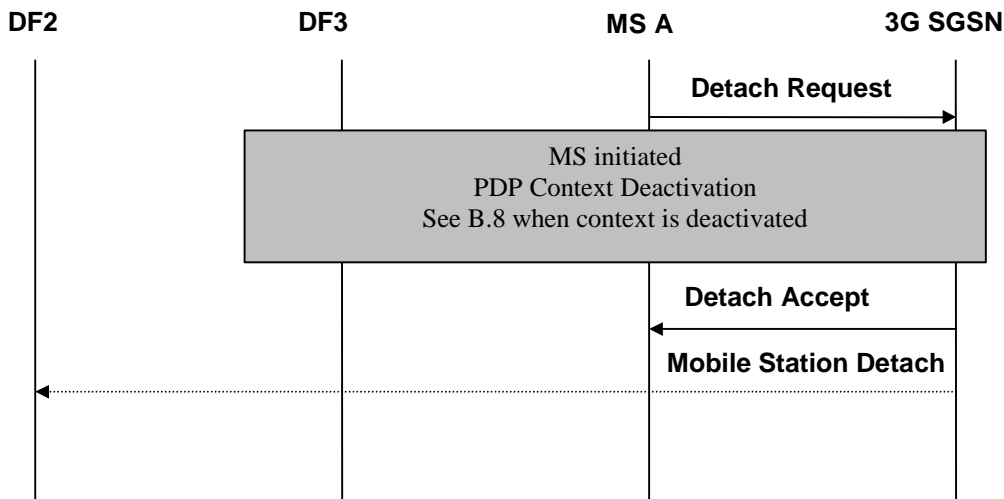 DF2 DF3 MS A 3G SGSN
Detach Request
MS initiated
PDP Context Deactivation
See B.8 when context is deactivated
Detach Accept
Mobile Station Detach